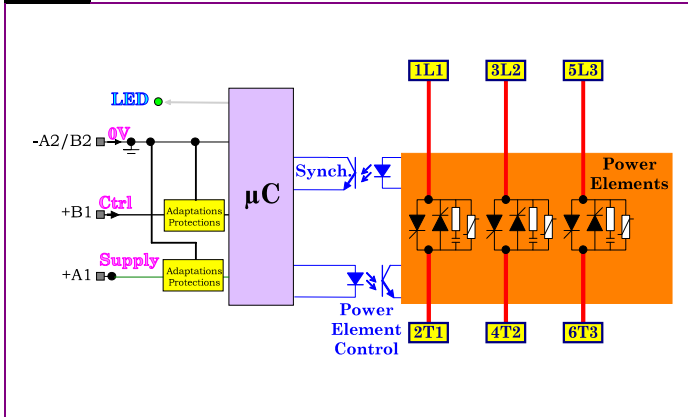 1L1 3L2 5L3
LED
-A2/B2 0V
Synch.
µC
Power
Elements
+B1 Ctrl
Adaptations
Protections
+A1 Supply
Adaptations
Protections
Power
Element
Control
2T1 4T2 6T3